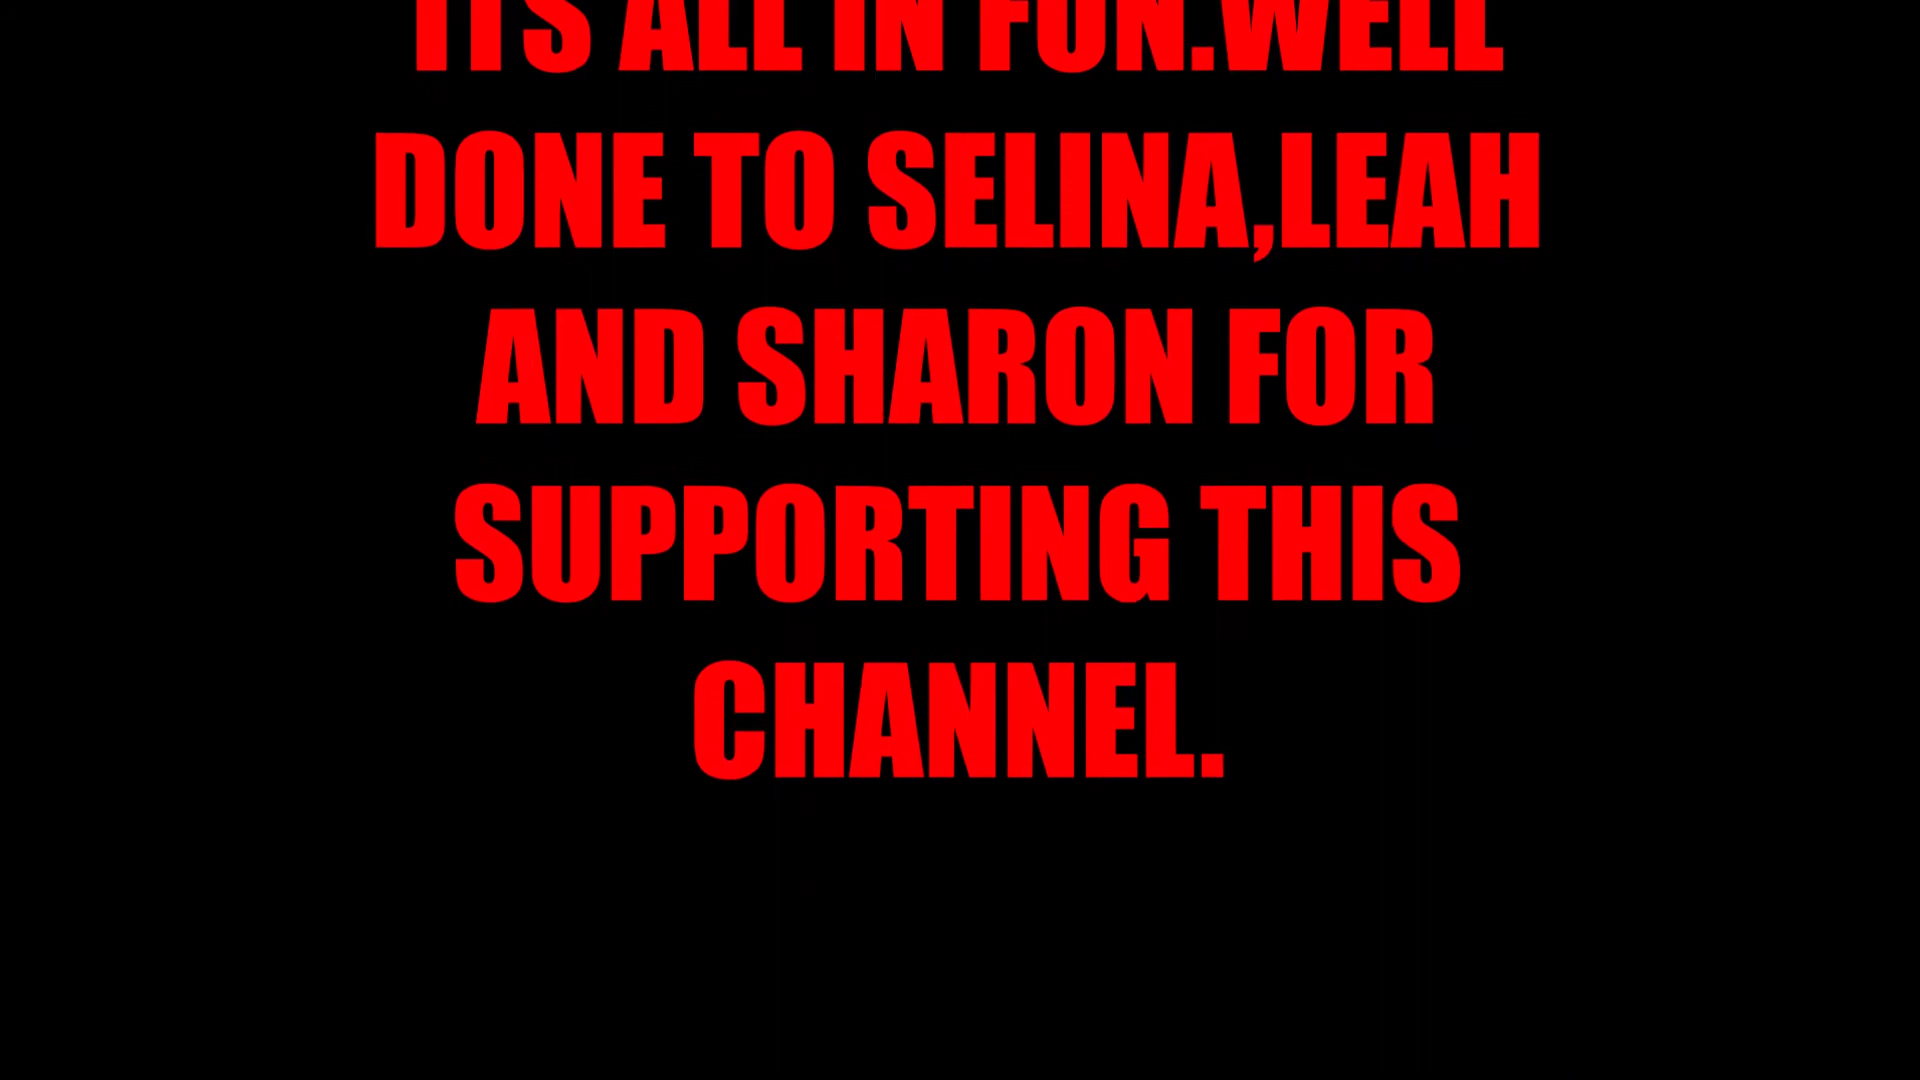 ITS ALL IN FUN.WELL
DONE TO SELINA,LEAH
AND SHARON FOR
SUPPORTING THIS
CHANNEL.